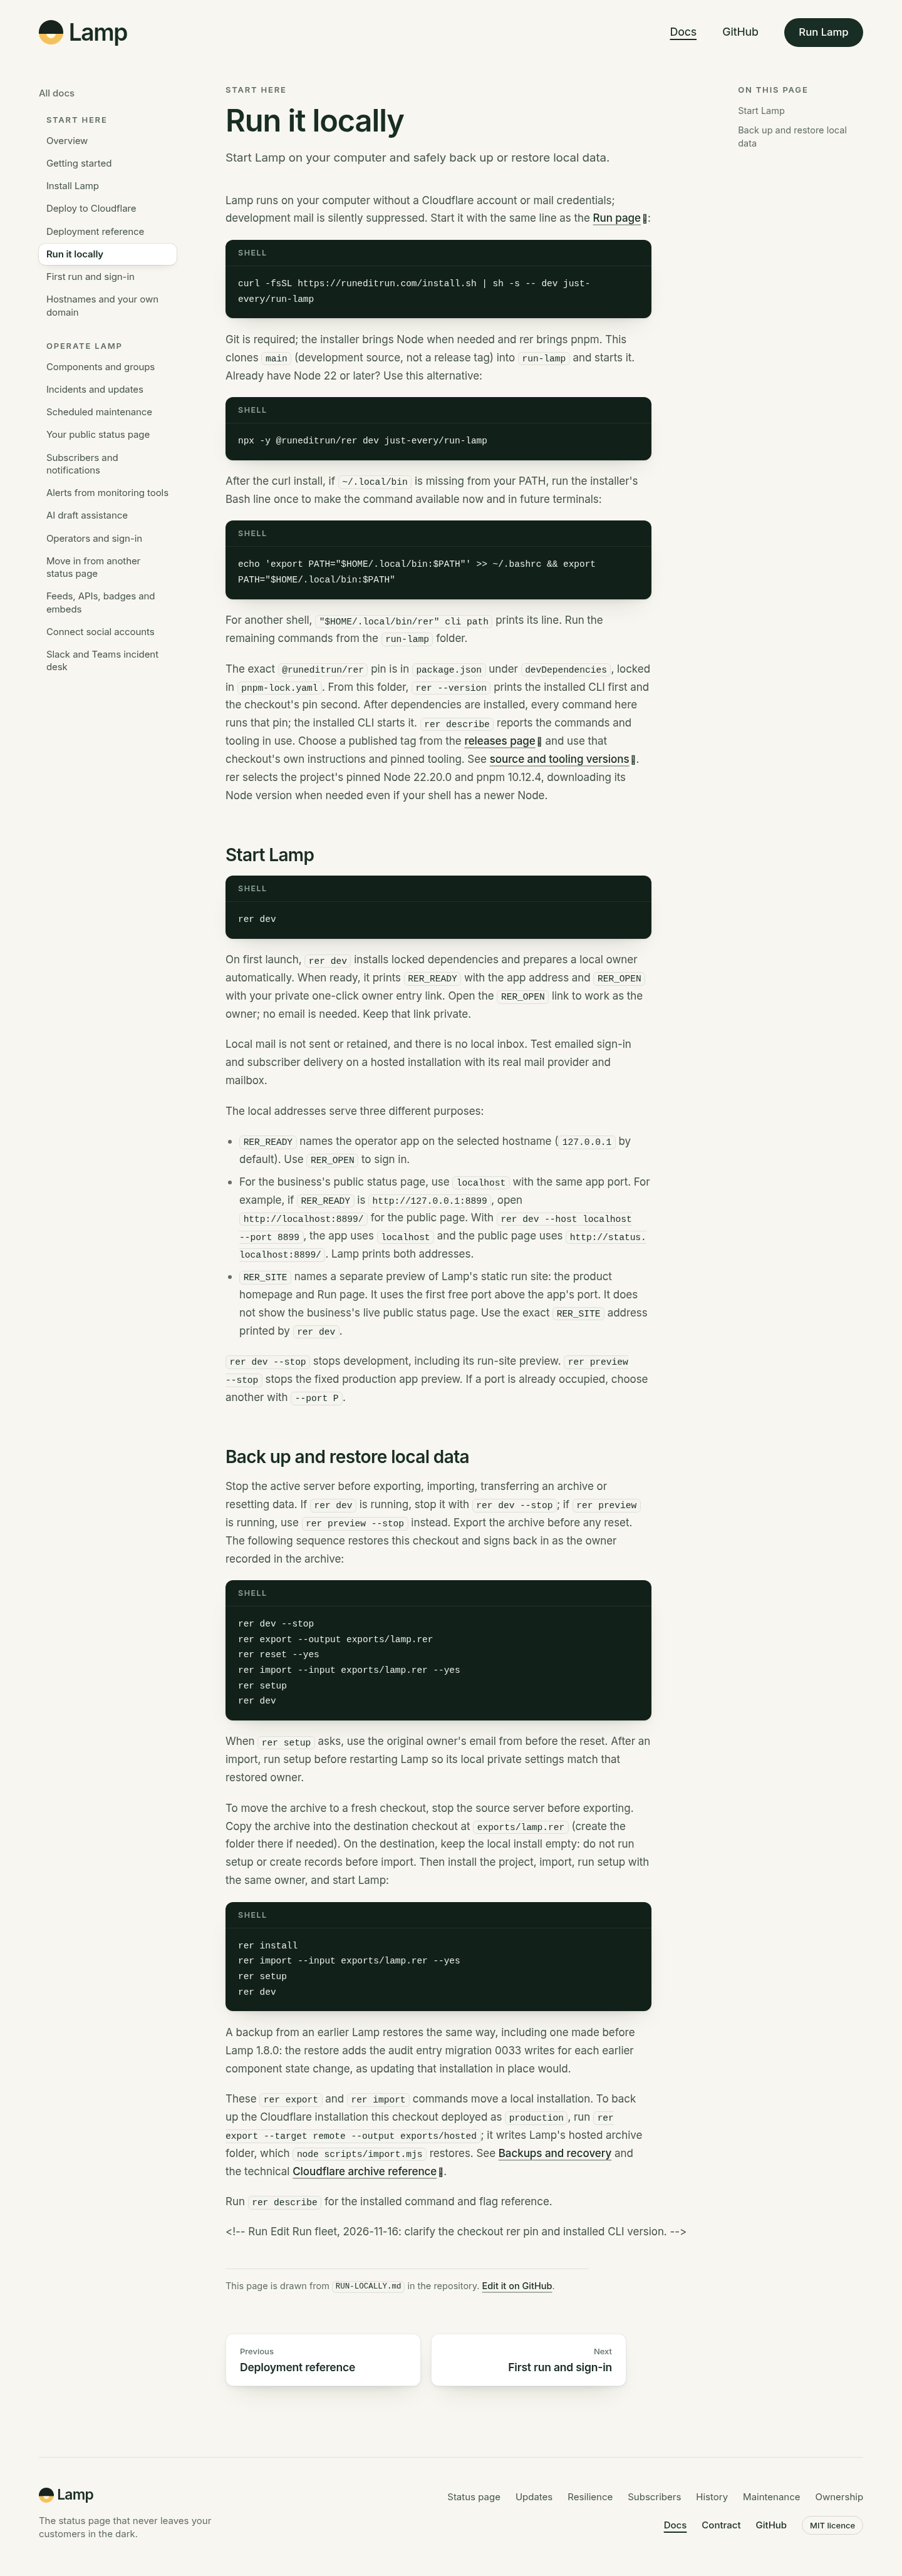 Lamp
Docs
GitHub
Run Lamp
All docs
START HERE
Overview
Getting started
Install Lamp
Deploy to Cloudflare
Deployment reference
Run it locally
First run and sign-in
Hostnames and your own
domain
OPERATE LAMP
Components and groups
Incidents and updates
Scheduled maintenance
Your public status page
Subscribers and
notifications
Alerts from monitoring tools
AI draft assistance
Operators and sign-in
Move in from another
status page
Feeds, APIs, badges and
embeds
Connect social accounts
Slack and Teams incident
desk
START HERE
Run it locally
Start Lamp on your computer and safely back up or restore local data.
Lamp runs on your computer without a Cloudflare account or mail credentials;
development mail is silently suppressed. Start it with the same line as the Run page:
SHELL
curl -fsSL https://runeditrun.com/install.sh | sh -s -- dev just-
every/run-lamp
Git is required; the installer brings Node when needed and rer brings pnpm. This
clones main (development source, not a release tag) into run-lamp and starts it.
Already have Node 22 or later? Use this alternative:
SHELL
npx -y @runeditrun/rer dev just-every/run-lamp
After the curl install, if ~/.local/bin is missing from your PATH, run the installer's
Bash line once to make the command available now and in future terminals:
SHELL
echo 'export PATH="$HOME/.local/bin:$PATH"' >> ~/.bashrc && export
PATH="$HOME/.local/bin:$PATH"
For another shell, "$HOME/.local/bin/rer" cli path prints its line. Run the
remaining commands from the run-lamp folder.
The exact @runeditrun/rer pin is in package.json under devDependencies, locked
in pnpm-lock.yaml. From this folder, rer --version prints the installed CLI first and
the checkout's pin second. After dependencies are installed, every command here
runs that pin; the installed CLI starts it. rer describe reports the commands and
tooling in use. Choose a published tag from the releases page and use that
checkout's own instructions and pinned tooling. See source and tooling versions.
rer selects the project's pinned Node 22.20.0 and pnpm 10.12.4, downloading its
Node version when needed even if your shell has a newer Node.
Start Lamp
SHELL
rer dev
On first launch, rer dev installs locked dependencies and prepares a local owner
automatically. When ready, it prints RER_READY with the app address and RER_OPEN
with your private one-click owner entry link. Open the RER_OPEN link to work as the
owner; no email is needed. Keep that link private.
Local mail is not sent or retained, and there is no local inbox. Test emailed sign-in
and subscriber delivery on a hosted installation with its real mail provider and
mailbox.
The local addresses serve three different purposes:
• RER_READY names the operator app on the selected hostname (127.0.0.1 by
default). Use RER_OPEN to sign in.
• For the business's public status page, use localhost with the same app port. For
example, if RER_READY is http://127.0.0.1:8899, open
http://localhost:8899/ for the public page. With rer dev --host localhost
--port 8899, the app uses localhost and the public page uses http://status.
localhost:8899/. Lamp prints both addresses.
• RER_SITE names a separate preview of Lamp's static run site: the product
homepage and Run page. It uses the first free port above the app's port. It does
not show the business's live public status page. Use the exact RER_SITE address
printed by rer dev.
rer dev --stop stops development, including its run-site preview. rer preview
--stop stops the fixed production app preview. If a port is already occupied, choose
another with --port P.
Back up and restore local data
Stop the active server before exporting, importing, transferring an archive or
resetting data. If rer dev is running, stop it with rer dev --stop; if rer preview
is running, use rer preview --stop instead. Export the archive before any reset.
The following sequence restores this checkout and signs back in as the owner
recorded in the archive:
SHELL
rer dev --stop
rer export --output exports/lamp.rer
rer reset --yes
rer import --input exports/lamp.rer --yes
rer setup
rer dev
When rer setup asks, use the original owner's email from before the reset. After an
import, run setup before restarting Lamp so its local private settings match that
restored owner.
To move the archive to a fresh checkout, stop the source server before exporting.
Copy the archive into the destination checkout at exports/lamp.rer (create the
folder there if needed). On the destination, keep the local install empty: do not run
setup or create records before import. Then install the project, import, run setup with
the same owner, and start Lamp:
SHELL
rer install
rer import --input exports/lamp.rer --yes
rer setup
rer dev
A backup from an earlier Lamp restores the same way, including one made before
Lamp 1.8.0: the restore adds the audit entry migration 0033 writes for each earlier
component state change, as updating that installation in place would.
These rer export and rer import commands move a local installation. To back
up the Cloudflare installation this checkout deployed as production, run rer
export --target remote --output exports/hosted; it writes Lamp's hosted archive
folder, which node scripts/import.mjs restores. See Backups and recovery and
the technical Cloudflare archive reference.
Run rer describe for the installed command and flag reference.
<!-- Run Edit Run fleet, 2026-11-16: clarify the checkout rer pin and installed CLI version. -->
This page is drawn from RUN-LOCALLY.md in the repository. Edit it on GitHub.
Previous
Deployment reference
Next
First run and sign-in
ON THIS PAGE
Start Lamp
Back up and restore local
data
Lamp
The status page that never leaves your
customers in the dark.
Status page
Updates
Resilience
Subscribers
History
Maintenance
Ownership
Docs
Contract
GitHub
MIT licence